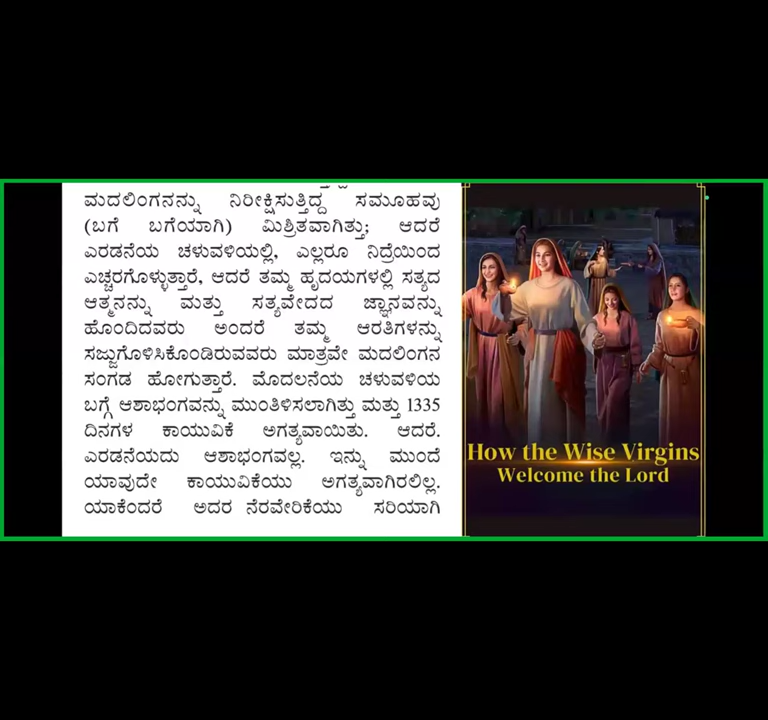 ಮದಲಿಂಗನನ್ನು ನಿರೀಕ್ಷಿಸುತ್ತಿದ್ದ ಸಮೂಹವು
(ಬಗೆ ಬಗೆಯಾಗಿ) ಮಿಶ್ರಿತವಾಗಿತ್ತು; ಆದರೆ
ಎರಡನೆಯ ಚಳುವಳಿಯಲ್ಲಿ, ಎಲ್ಲರೂ ನಿದ್ರೆಯಿಂದ
ಎಚ್ಚರಗೊಳ್ಳುತ್ತಾರೆ, ಆದರೆ ತಮ್ಮ ಹೃದಯಗಳಲ್ಲಿ ಸತ್ಯದ
ಆತ್ಮನನ್ನು ಮತ್ತು ಸತ್ಯವೇದದ ಜ್ಞಾನವನ್ನು
ಹೊಂದಿದವರು ಅಂದರೆ ತಮ್ಮ ಆರತಿಗಳನ್ನು
ಸಜ್ಜುಗೊಳಿಸಿಕೊಂಡಿರುವವರು ಮಾತ್ರವೇ ಮದಲಿಂಗನ
ಸಂಗಡ ಹೋಗುತ್ತಾರೆ. ಮೊದಲನೆಯ ಚಳುವಳಿಯ
ಬಗ್ಗೆ ಆಶಾಭಂಗವನ್ನು ಮುಂತಿಳಿಸಲಾಗಿತ್ತು ಮತ್ತು 1335
ದಿನಗಳ ಕಾಯುವಿಕೆ ಅಗತ್ಯವಾಯಿತು. ಆದರೆ.
ಎರಡನೆಯದು ಆಶಾಭಂಗವಲ್ಲ. ಇನ್ನು ಮುಂದೆ
ಯಾವುದೇ ಕಾಯುವಿಕೆಯು ಅಗತ್ಯವಾಗಿರಲಿಲ್ಲ.
ಯಾಕೆಂದರೆ ಅದರ ನೆರವೇರಿಕೆಯು ಸರಿಯಾಗಿ
How the Wise Virgins
Welcome the Lord